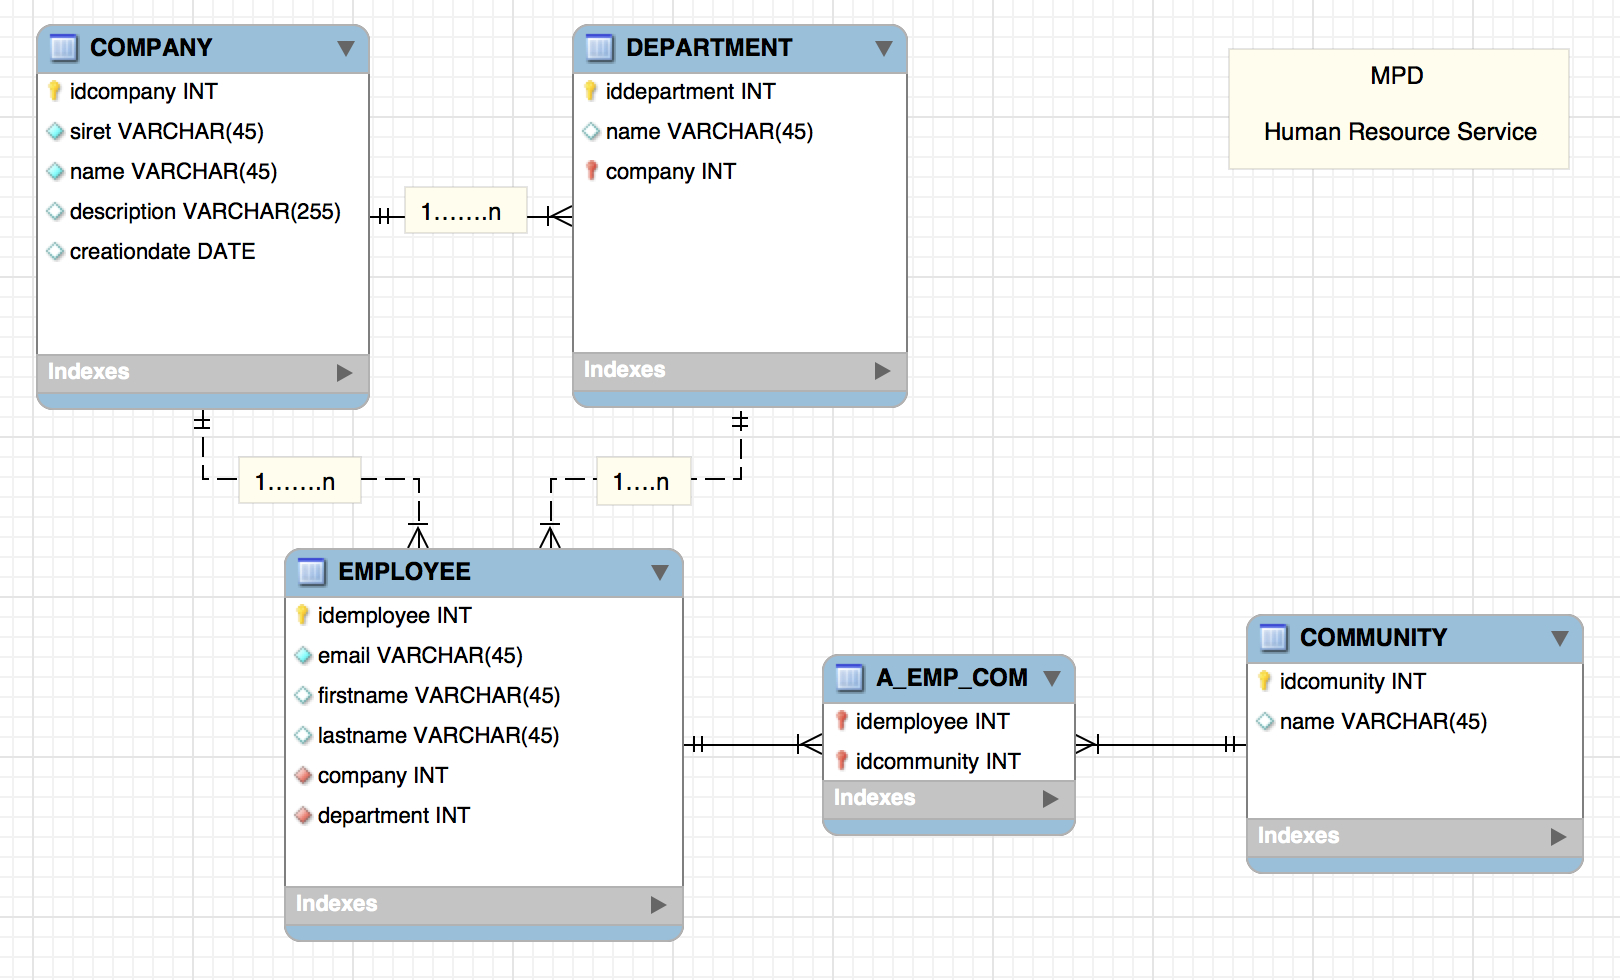 COMPANY
idcompany INT
siret VARCHAR(45)
name VARCHAR(45)
description VARCHAR(255)
creationdate DATE
Indexes
1.......n
DEPARTMENT
iddepartment INT
name VARCHAR(45)
company INT
Indexes
MPD
Human Resource Service
1.......n
1....n
EMPLOYEE
idemployee INT
email VARCHAR(45)
firstname VARCHAR(45)
lastname VARCHAR(45)
company INT
department INT
Indexes
A_EMP_COM
idemployee INT
idcommunity INT
Indexes
COMMUNITY
idcomunity INT
name VARCHAR(45)
Indexes